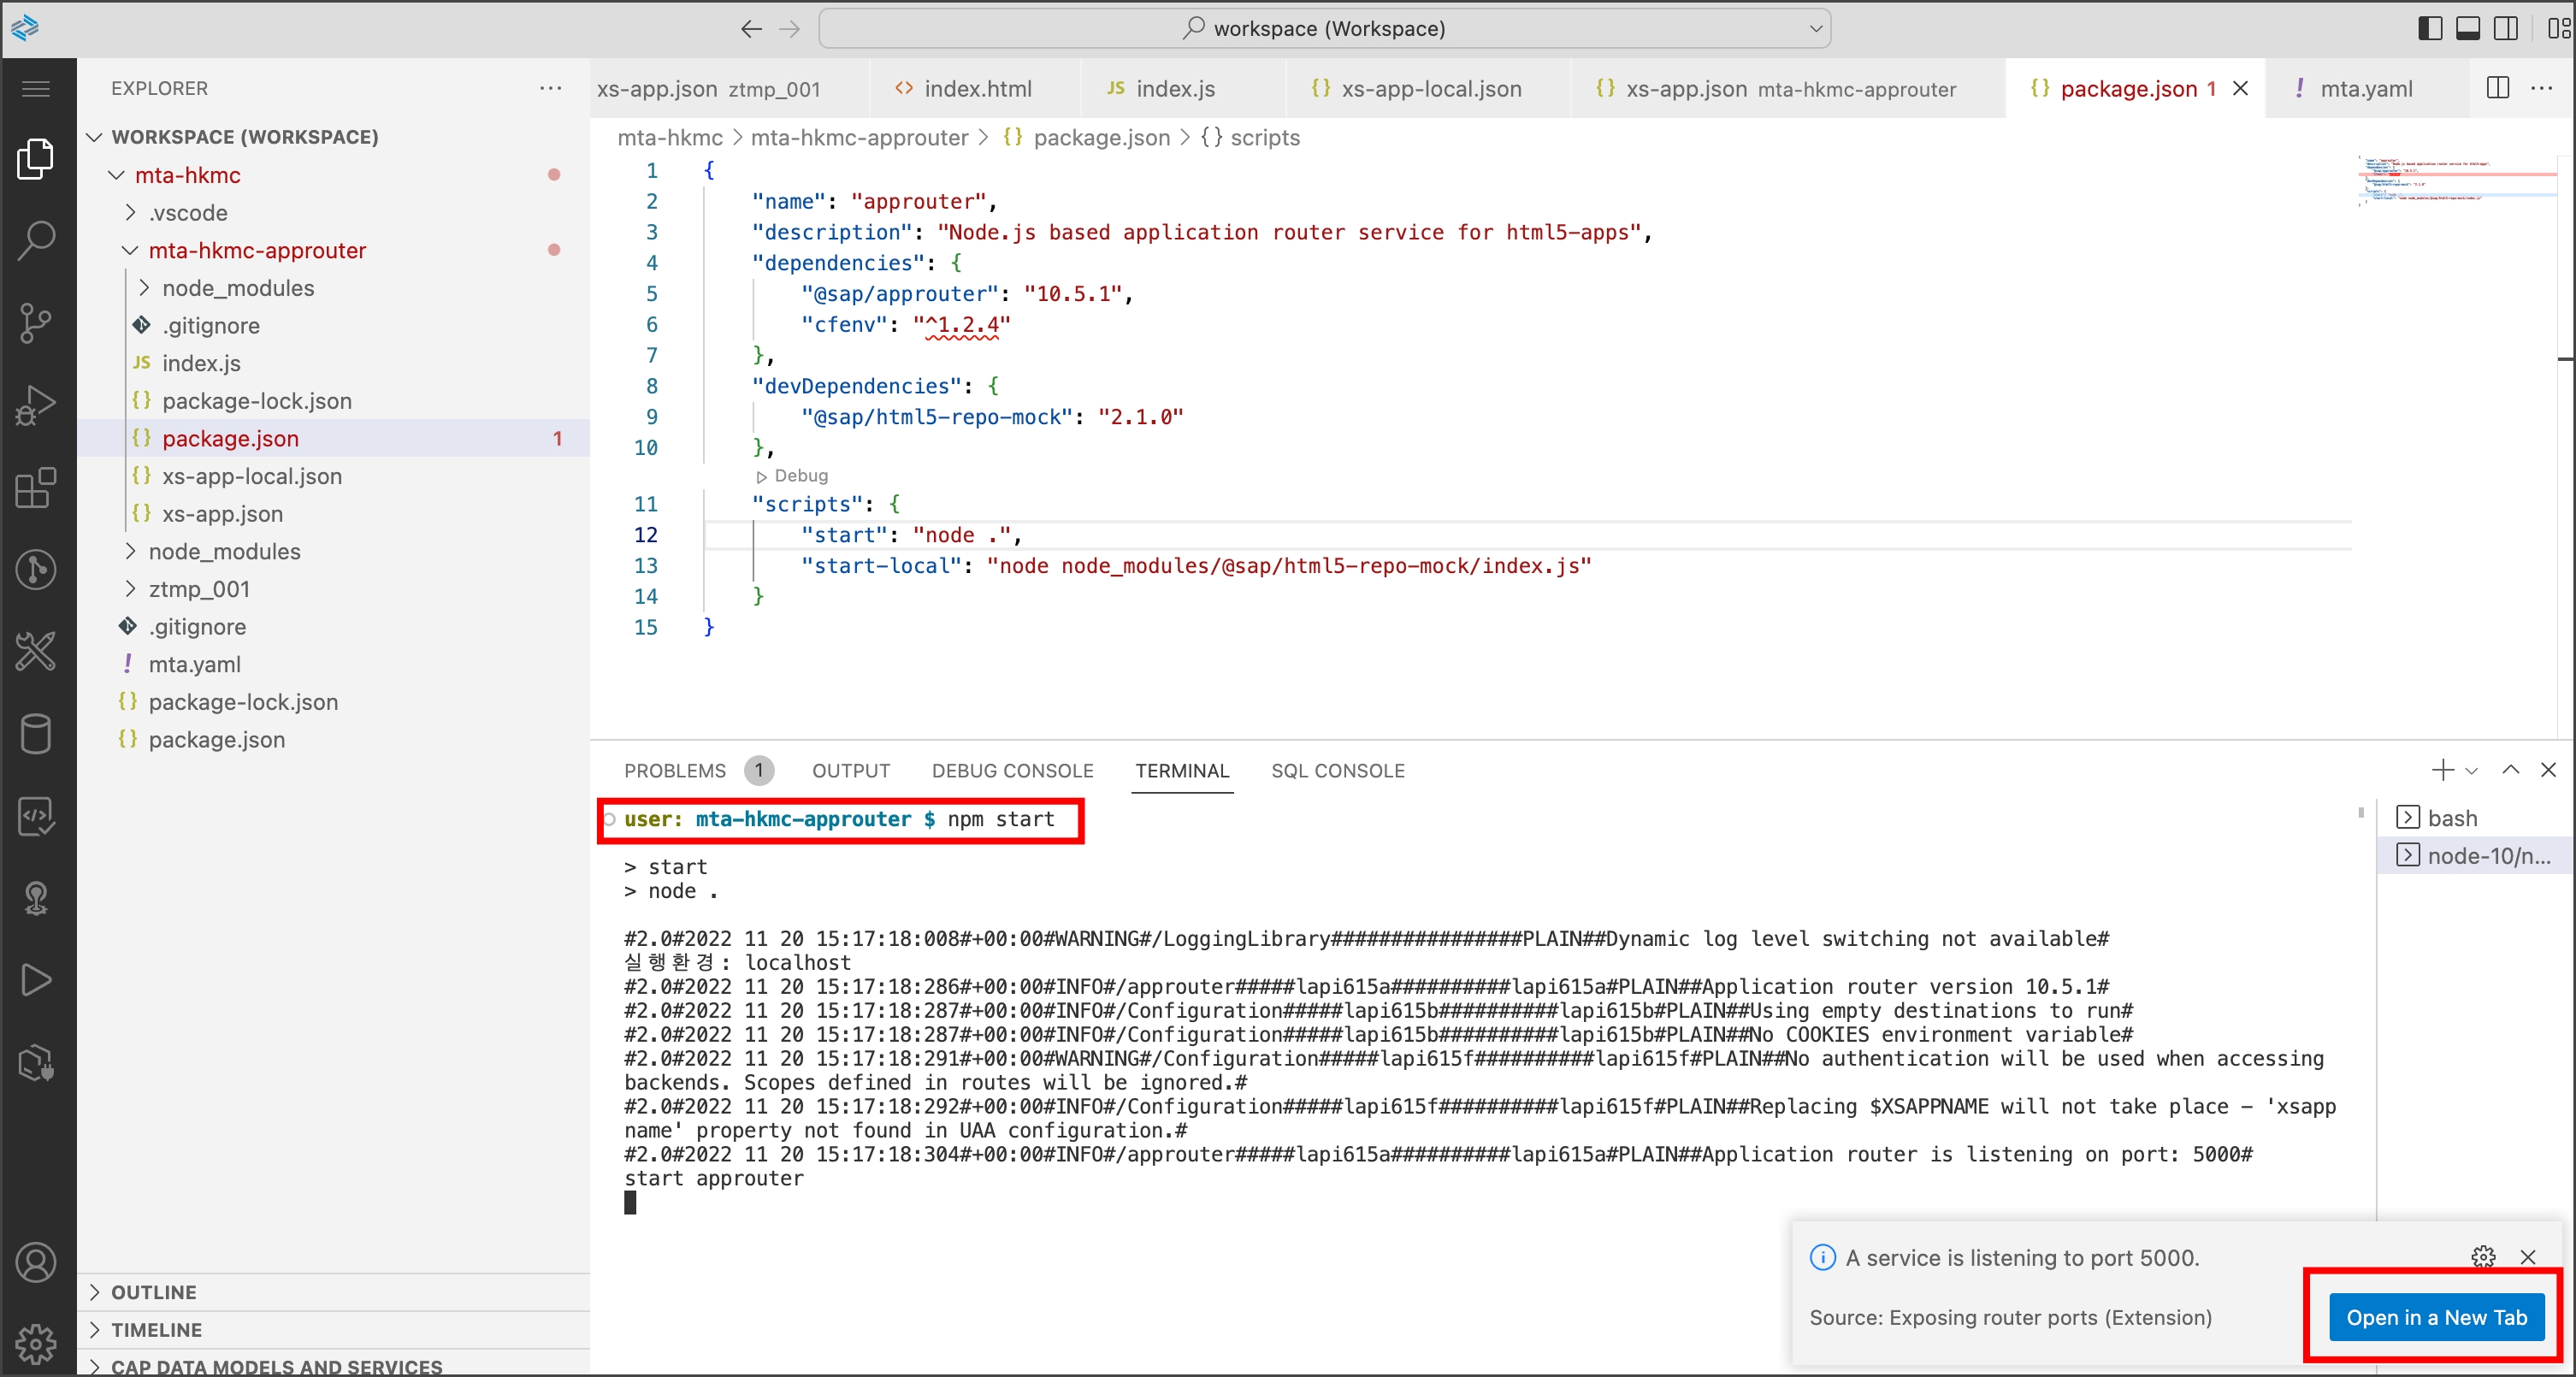 workspace (Workspace)
EXPLORER
xs-app.json ztmp_001
<> index.html
JS index.js
{} xs-app-local.json
{} xs-app.json mta-hkmc-approuter
{} package.json 1
! mta.yaml
WORKSPACE (WORKSPACE)
mta-hkmc
.vscode
mta-hkmc-approuter
node_modules
.gitignore
JS index.js
{} package-lock.json
{} package.json 1
{} xs-app-local.json
{} xs-app.json
node_modules
ztmp_001
.gitignore
! mta.yaml
{} package-lock.json
{} package.json
OUTLINE
TIMELINE
CAP DATA MODELS AND SERVICES
mta-hkmc > mta-hkmc-approuter > {} package.json > {} scripts
1 {
2 "name": "approuter",
3 "description": "Node.js based application router service for html5-apps",
4 "dependencies": {
5 "@sap/approuter": "10.5.1",
6 "cfenv": "^1.2.4"
7 },
8 "devDependencies": {
9 "@sap/html5-repo-mock": "2.1.0"
10 },
Debug
11 "scripts": {
12 "start": "node .",
13 "start-local": "node node_modules/@sap/html5-repo-mock/index.js"
14 }
15 }
PROBLEMS 1 OUTPUT DEBUG CONSOLE TERMINAL SQL CONSOLE
user: mta-hkmc-approuter $ npm start
> start
> node .
#2.0#2022 11 20 15:17:18:008#+00:00#WARNING#/LoggingLibrary################PLAIN##Dynamic log level switching not available#
실행환경: localhost
#2.0#2022 11 20 15:17:18:286#+00:00#INFO#/approuter#####lapi615a##########lapi615a#PLAIN##Application router version 10.5.1#
#2.0#2022 11 20 15:17:18:287#+00:00#INFO#/Configuration#####lapi615b##########lapi615b#PLAIN##Using empty destinations to run#
#2.0#2022 11 20 15:17:18:287#+00:00#INFO#/Configuration#####lapi615b##########lapi615b#PLAIN##No COOKIES environment variable#
#2.0#2022 11 20 15:17:18:291#+00:00#WARNING#/Configuration#####lapi615f##########lapi615f#PLAIN##No authentication will be used when accessing
backends. Scopes defined in routes will be ignored.#
#2.0#2022 11 20 15:17:18:292#+00:00#INFO#/Configuration#####lapi615f##########lapi615f#PLAIN##Replacing $XSAPPNAME will not take place - 'xsapp
name' property not found in UAA configuration.#
#2.0#2022 11 20 15:17:18:304#+00:00#INFO#/approuter#####lapi615a##########lapi615a#PLAIN##Application router is listening on port: 5000#
start approuter
bash
node-10/n...
A service is listening to port 5000.
Source: Exposing router ports (Extension)
Open in a New Tab